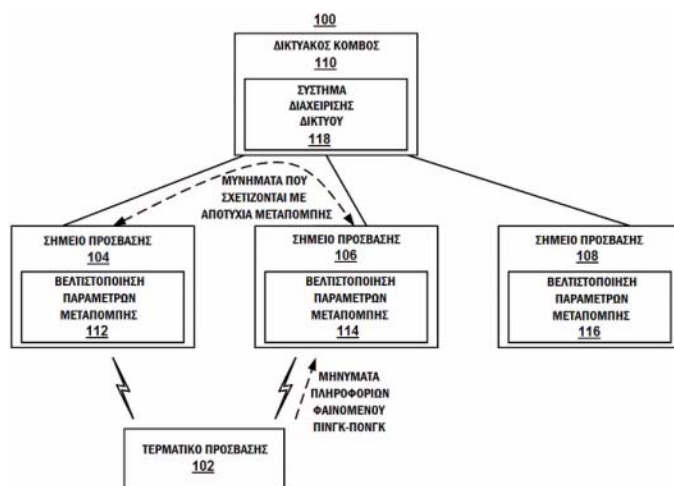 100
ΔΙΚΤΥΑΚΟΣ ΚΟΜΒΟΣ
110
ΣΥΣΤΗΜΑ
ΔΙΑΧΕΙΡΙΣΗΣ
ΔΙΚΤΥΟΥ
118
ΜΥΝΗΜΑΤΑ ΠΟΥ
ΣΧΕΤΙΖΟΝΤΑΙ ΜΕ
ΑΠΟΤΥΧΙΑ ΜΕΤΑΠΟΜΠΗΣ
ΣΗΜΕΙΟ ΠΡΟΣΒΑΣΗΣ
104
ΒΕΛΤΙΣΤΟΠΟΙΗΣΗ
ΠΑΡΑΜΕΤΡΩΝ
ΜΕΤΑΠΟΜΠΗΣ
112
ΣΗΜΕΙΟ ΠΡΟΣΒΑΣΗΣ
106
ΒΕΛΤΙΣΤΟΠΟΙΗΣΗ
ΠΑΡΑΜΕΤΡΩΝ
ΜΕΤΑΠΟΜΠΗΣ
114
ΣΗΜΕΙΟ ΠΡΟΣΒΑΣΗΣ
108
ΒΕΛΤΙΣΤΟΠΟΙΗΣΗ
ΠΑΡΑΜΕΤΡΩΝ
ΜΕΤΑΠΟΜΠΗΣ
116
ΜΗΝΥΜΑΤΑ
ΠΛΗΡΟΦΟΡΙΩΝ
ΦΑΙΝΟΜΕΝΟΥ
ΠΙΝΓΚ-ΠΟΝΓΚ
ΤΕΡΜΑΤΙΚΟ ΠΡΟΣΒΑΣΗΣ
102